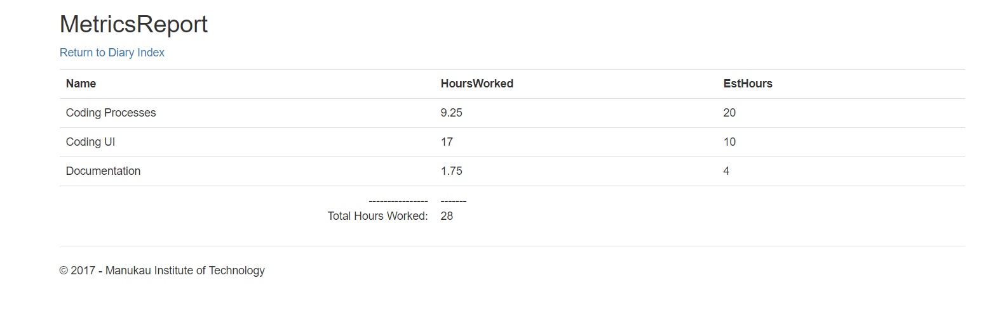 MetricsReport
Return to Diary Index
Name HoursWorked EstHours
Coding Processes 9.25 20
Coding UI 17 10
Documentation 1.75 4
---------------- -------
Total Hours Worked: 28
© 2017 - Manukau Institute of Technology